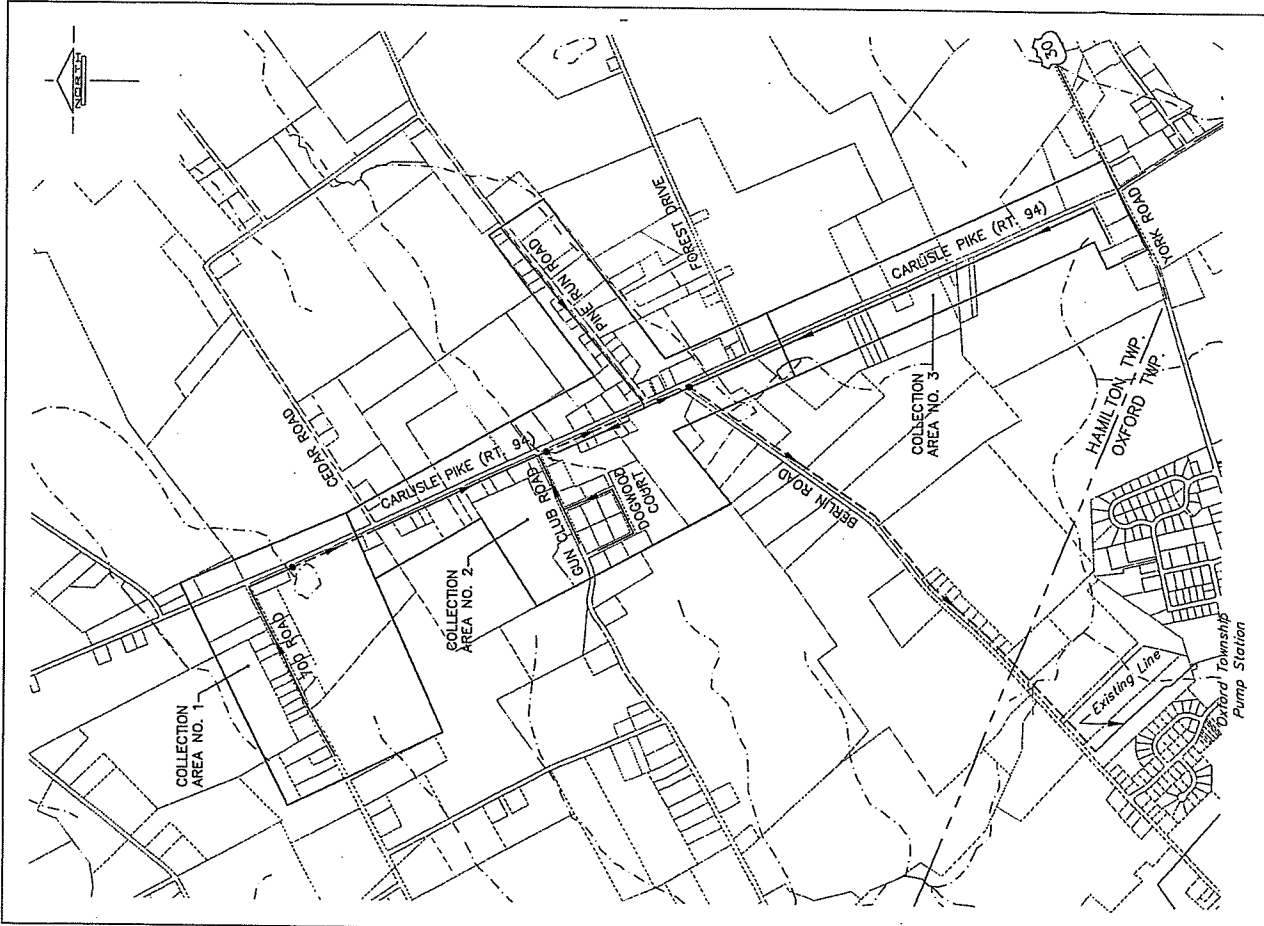 NORTH
30
CEDAR ROAD
FOREST DRIVE
PINE RUN ROAD
CARLISLE PIKE (RT. 94)
CARLISLE PIKE (RT. 94)
700 ROAD
COLLECTION
AREA NO. 1
COLLECTION
AREA NO. 2
GUN CLUB ROAD
DOGWOOD
COURT
BERLIN ROAD
COLLECTION
AREA NO. 3
YORK ROAD
HAMILTON TWP.
OXFORD TWP.
Existing Line
Oxford Township
Pump Station